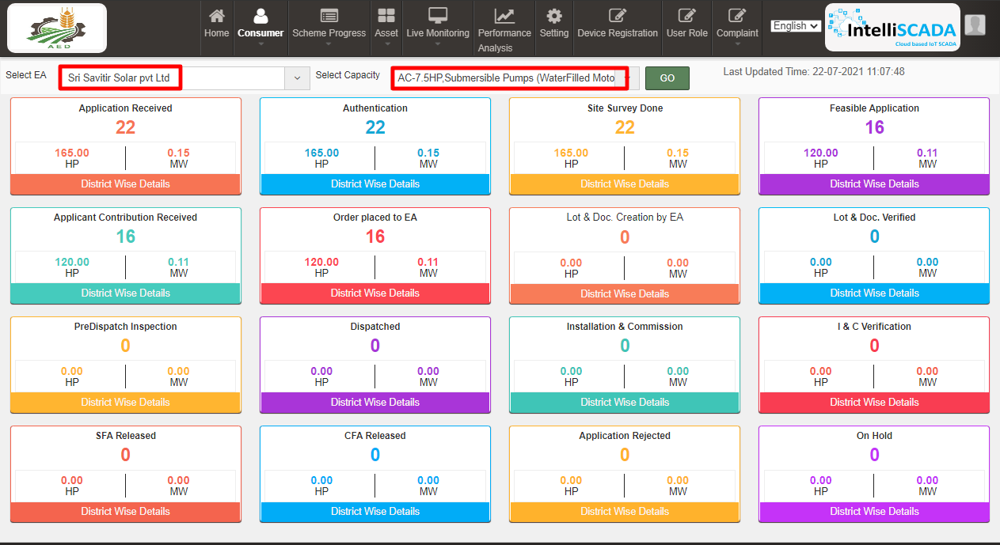 AED
Home
Consumer
Scheme Progress
Asset
Live Monitoring
Performance
Analysis
Setting
Device Registration
User Role
Complaint
English
IntelliSCADA
Cloud based IoT SCADA
Select EA
Sri Savitir Solar pvt Ltd
Select Capacity
AC-7.5HP,Submersible Pumps (WaterFilled Moto
GO
Last Updated Time: 22-07-2021 11:07:48
Application Received
22
165.00
HP
0.15
MW
District Wise Details
Authentication
22
165.00
HP
0.15
MW
District Wise Details
Site Survey Done
22
165.00
HP
0.15
MW
District Wise Details
Feasible Application
16
120.00
HP
0.11
MW
District Wise Details
Applicant Contribution Received
16
120.00
HP
0.11
MW
District Wise Details
Order placed to EA
16
120.00
HP
0.11
MW
District Wise Details
Lot & Doc. Creation by EA
0
0.00
HP
0.00
MW
District Wise Details
Lot & Doc. Verified
0
0.00
HP
0.00
MW
District Wise Details
PreDispatch Inspection
0
0.00
HP
0.00
MW
District Wise Details
Dispatched
0
0.00
HP
0.00
MW
District Wise Details
Installation & Commission
0
0.00
HP
0.00
MW
District Wise Details
I & C Verification
0
0.00
HP
0.00
MW
District Wise Details
SFA Released
0
0.00
HP
0.00
MW
District Wise Details
CFA Released
0
0.00
HP
0.00
MW
District Wise Details
Application Rejected
0
0.00
HP
0.00
MW
District Wise Details
On Hold
0
0.00
HP
0.00
MW
District Wise Details